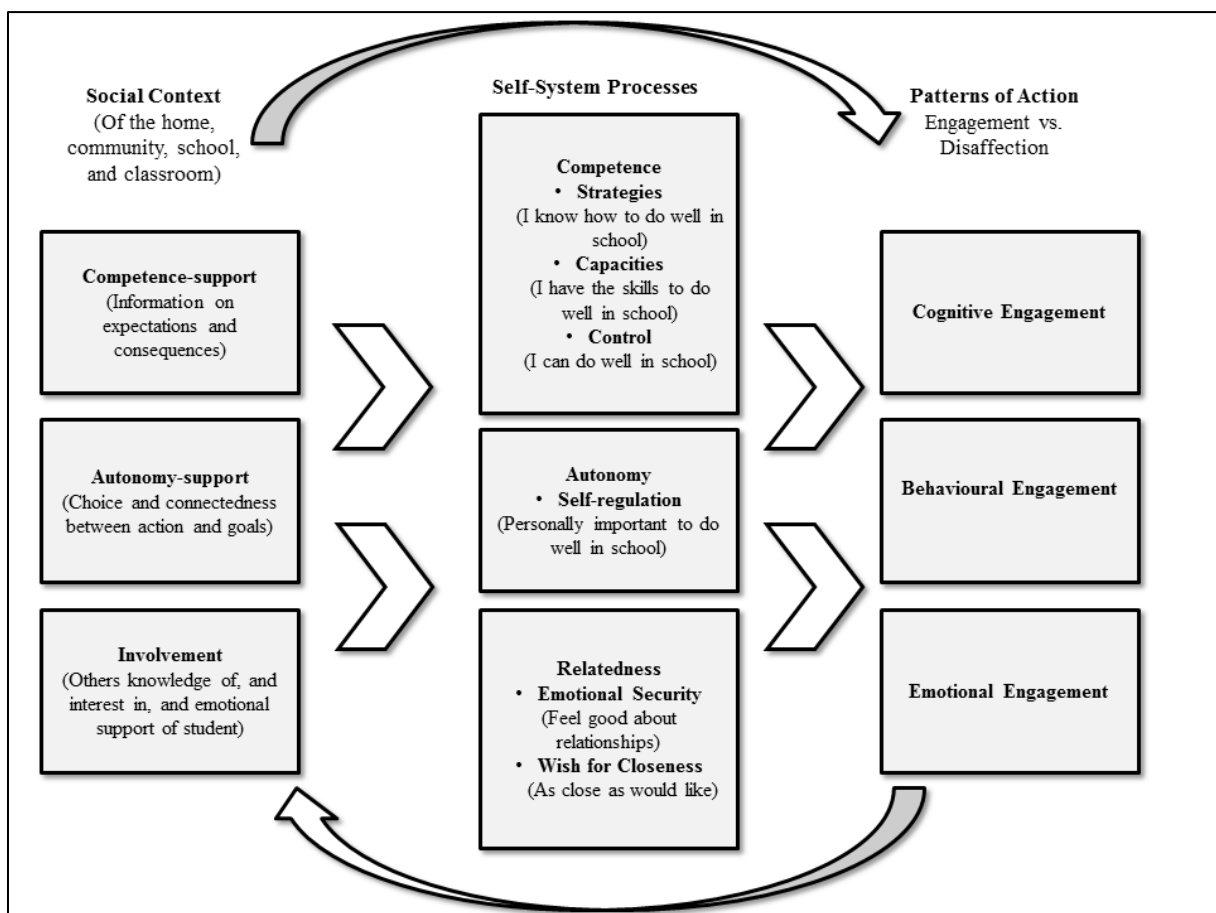 Social Context
(Of the home,
community, school,
and classroom)
Competence-support
(Information on
expectations and
consequences)
Autonomy-support
(Choice and connectedness
between action and goals)
Involvement
(Others knowledge of, and
interest in, and emotional
support of student)
Self-System Processes
Competence
• Strategies
(I know how to do well in
school)
• Capacities
(I have the skills to do
well in school)
• Control
(I can do well in school)
Autonomy
• Self-regulation
(Personally important to do
well in school)
Relatedness
• Emotional Security
(Feel good about
relationships)
• Wish for Closeness
(As close as would like)
Patterns of Action
Engagement vs.
Disaffection
Cognitive Engagement
Behavioural Engagement
Emotional Engagement